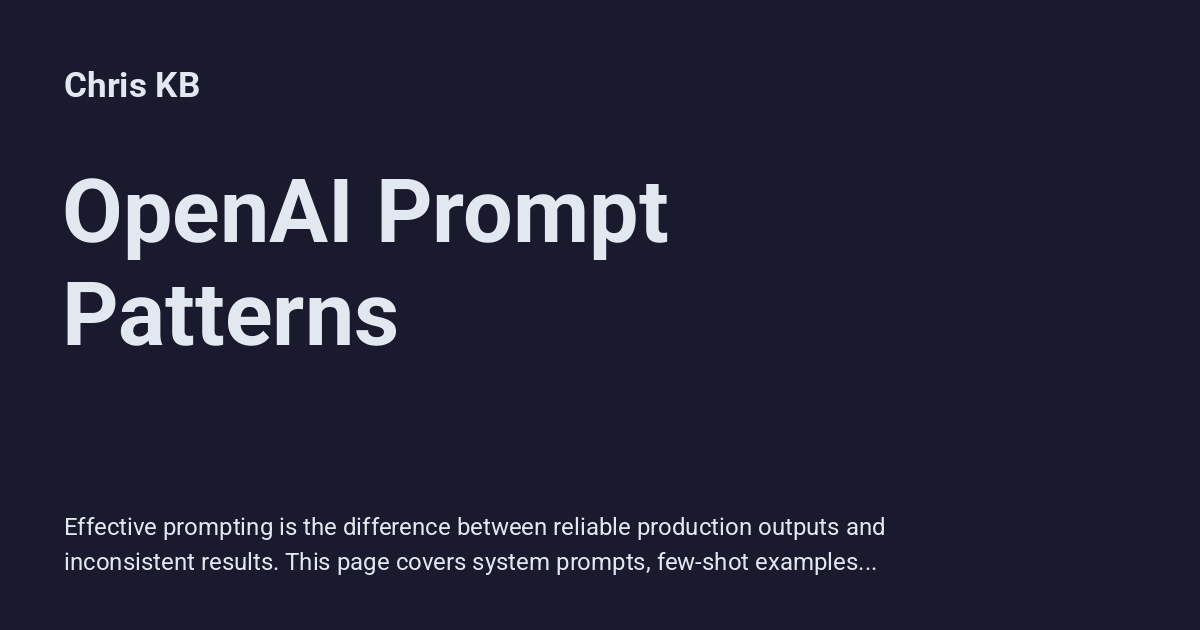 Chris KB
OpenAI Prompt
Patterns
Effective prompting is the difference between reliable production outputs and
inconsistent results. This page covers system prompts, few-shot examples...